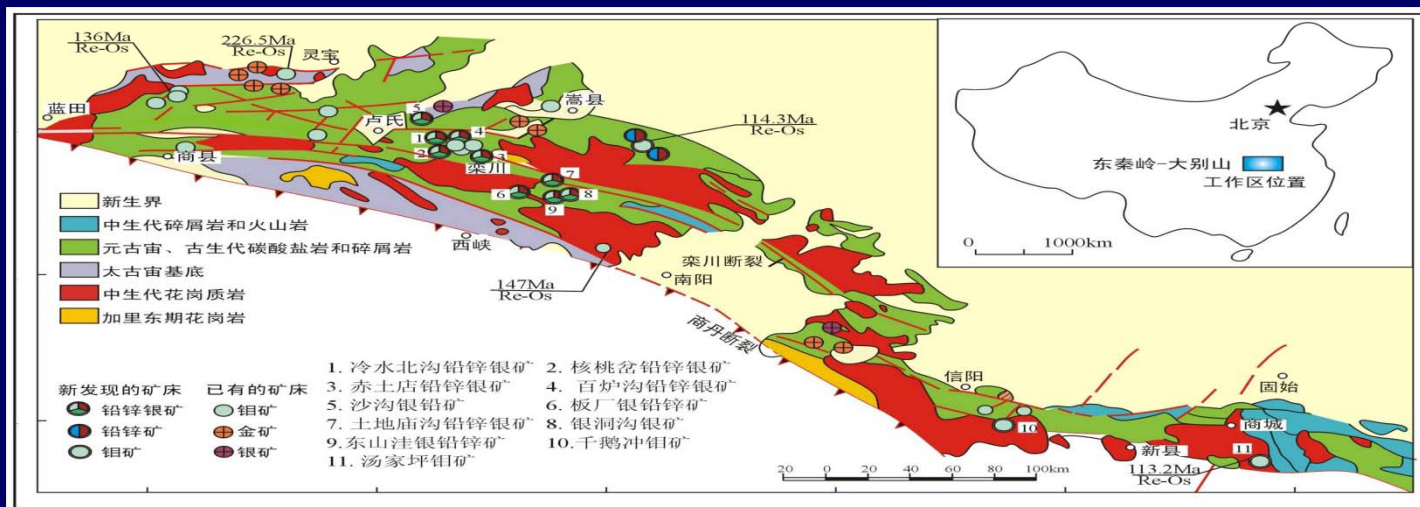 136Ma
Re-Os
226.5Ma
Re-Os
灵宝
蓝田
卢氏
嵩县
114.3Ma
Re-Os
商县
栾川
5
1
4
2
3
7
6
8
9
西峡
147Ma
Re-Os
南阳
栾川断裂
商丹断裂
信阳
固始
商城
新县
10
11
113.2Ma
Re-Os
北京
东秦岭-大别山
工作区位置
0 1000km
新生界
中生代碎屑岩和火山岩
元古宙、古生代碳酸盐岩和碎屑岩
太古宙基底
中生代花岗质岩
加里东期花岗岩
新发现的矿床 已有的矿床
铅锌银矿 钼矿
铅锌矿 金矿
钼矿 银矿
1. 冷水北沟铅锌银矿 2. 核桃岔铅锌银矿
3. 赤土店铅锌银矿 4. 百炉沟铅锌银矿
5. 沙沟银铅矿 6. 板厂银铅锌矿
7. 土地庙沟铅锌银矿 8. 银洞沟银矿
9. 东山洼银铅锌矿 10. 千鹅冲钼矿
11. 汤家坪钼矿
20 0 20 40 60 80 100km